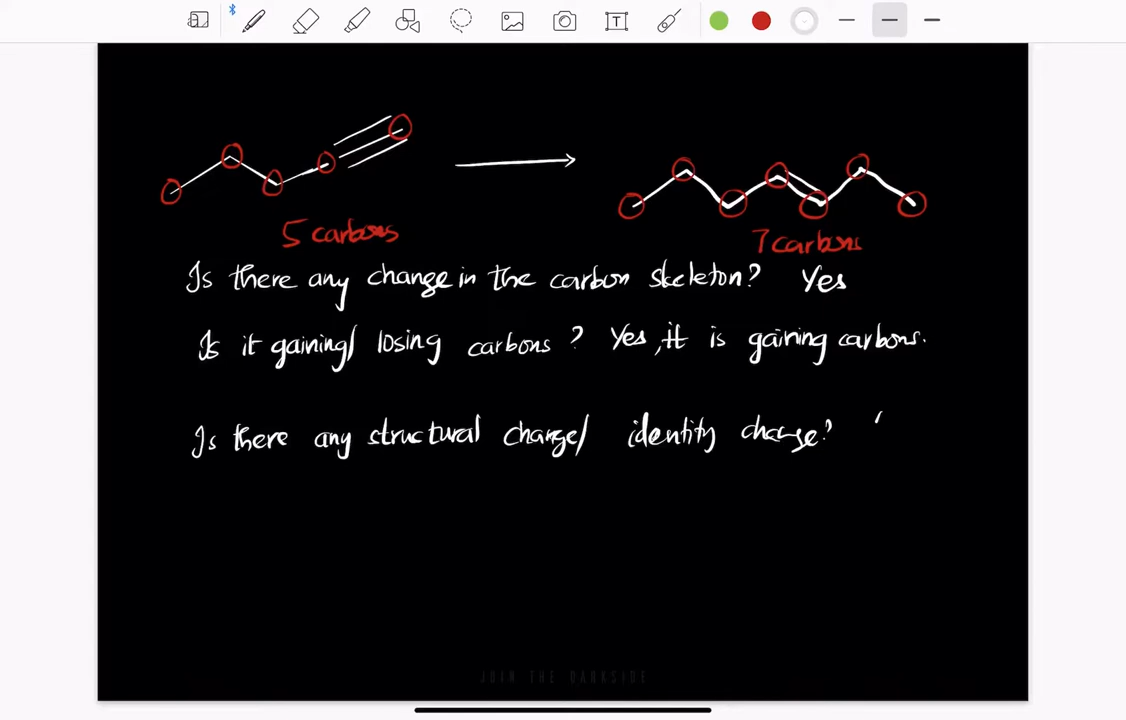 5 carbons
7 carbons
Is there any change in the carbon skeleton? Yes
Is it gaining/ losing carbons? Yes, it is gaining carbons.
Is there any structural change/ identity change?
JOIN THE DARKSIDE